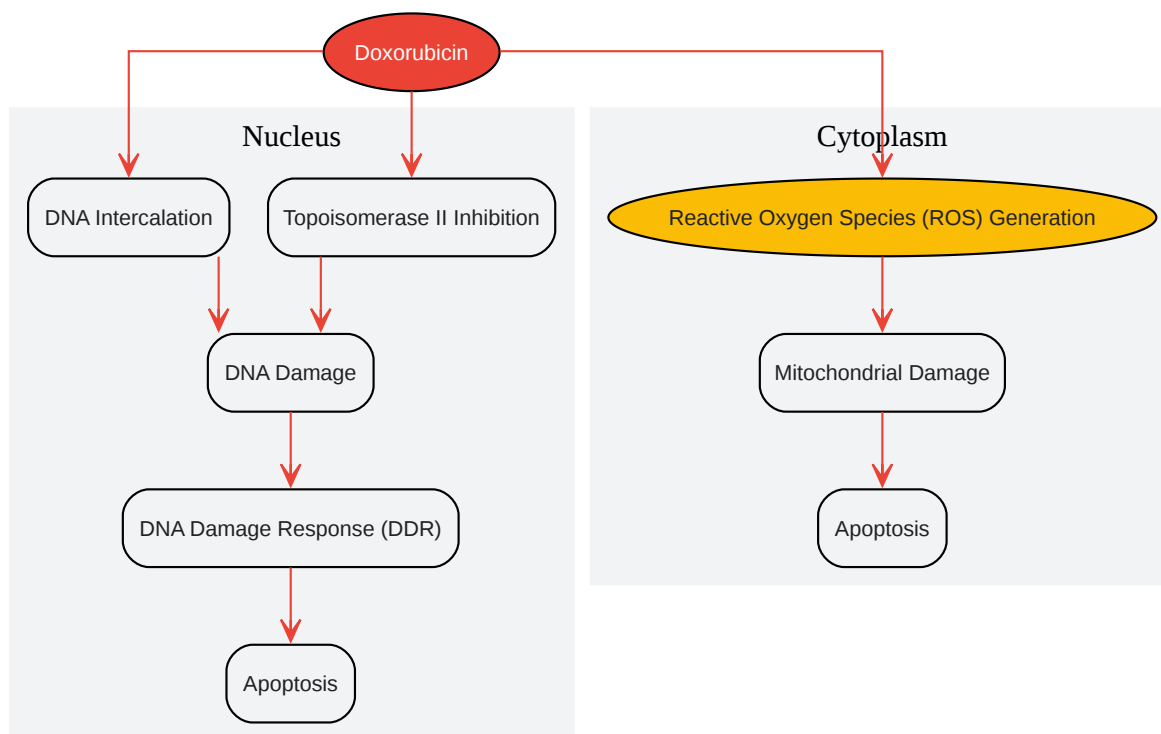 Doxorubicin
Nucleus
Cytoplasm
DNA Intercalation
Topoisomerase II Inhibition
Reactive Oxygen Species (ROS) Generation
DNA Damage
Mitochondrial Damage
DNA Damage Response (DDR)
Apoptosis
Apoptosis